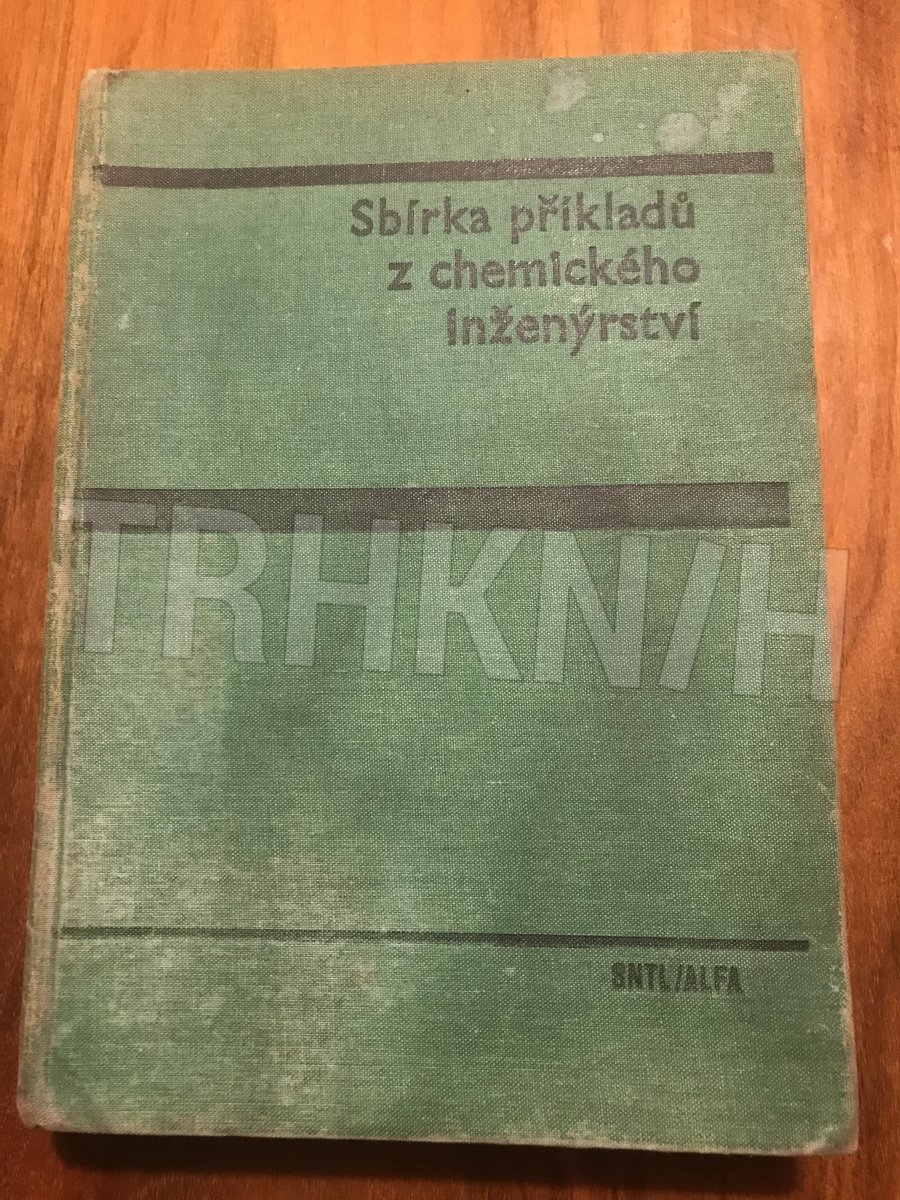 Sbírka příkladů
z chemického
inženýrství
TRHKNIH
SNTL/ALFA